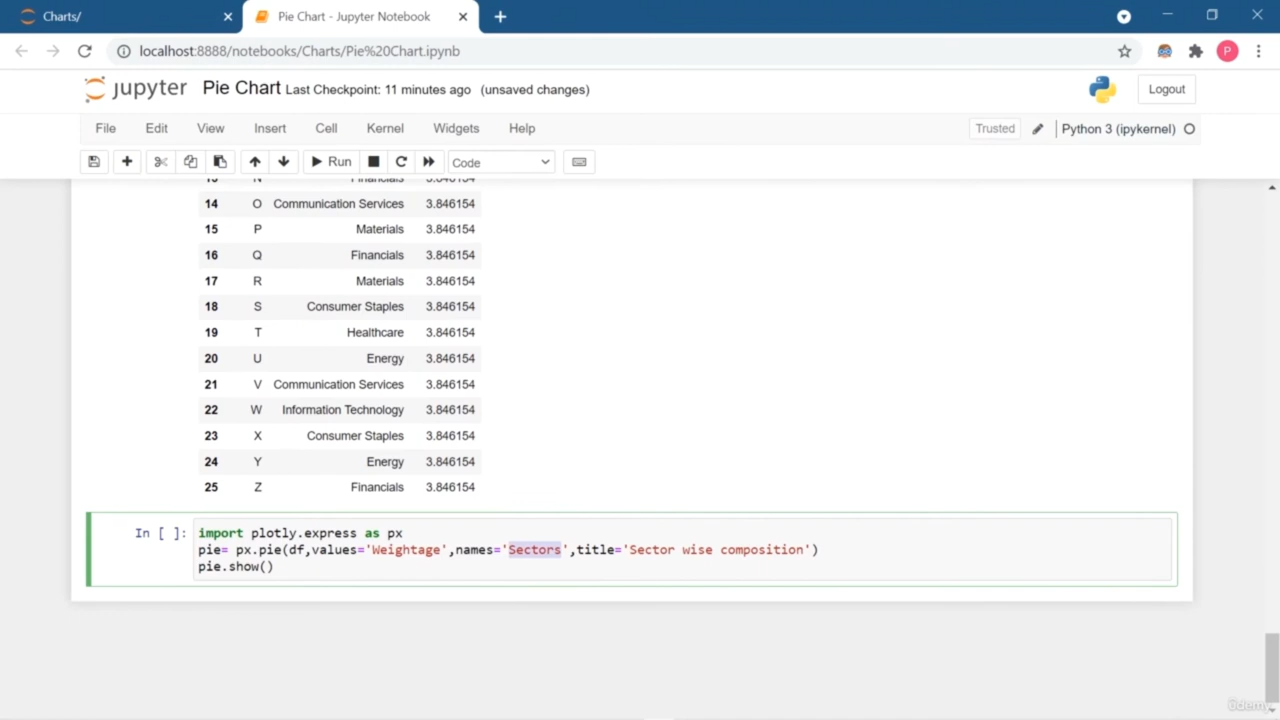 Charts/
Pie Chart - Jupyter Notebook
localhost:8888/notebooks/Charts/Pie%20Chart.ipynb
P
jupyter Pie Chart Last Checkpoint: 11 minutes ago (unsaved changes)
Logout
File Edit View Insert Cell Kernel Widgets Help
Trusted
Python 3 (ipykernel)
Run
Code
13 N Financials 3.846154
14 O Communication Services 3.846154
15 P Materials 3.846154
16 Q Financials 3.846154
17 R Materials 3.846154
18 S Consumer Staples 3.846154
19 T Healthcare 3.846154
20 U Energy 3.846154
21 V Communication Services 3.846154
22 W Information Technology 3.846154
23 X Consumer Staples 3.846154
24 Y Energy 3.846154
25 Z Financials 3.846154
In [ ]: import plotly.express as px
pie= px.pie(df,values='Weightage',names='Sectors',title='Sector wise composition')
pie.show()
ûdemy